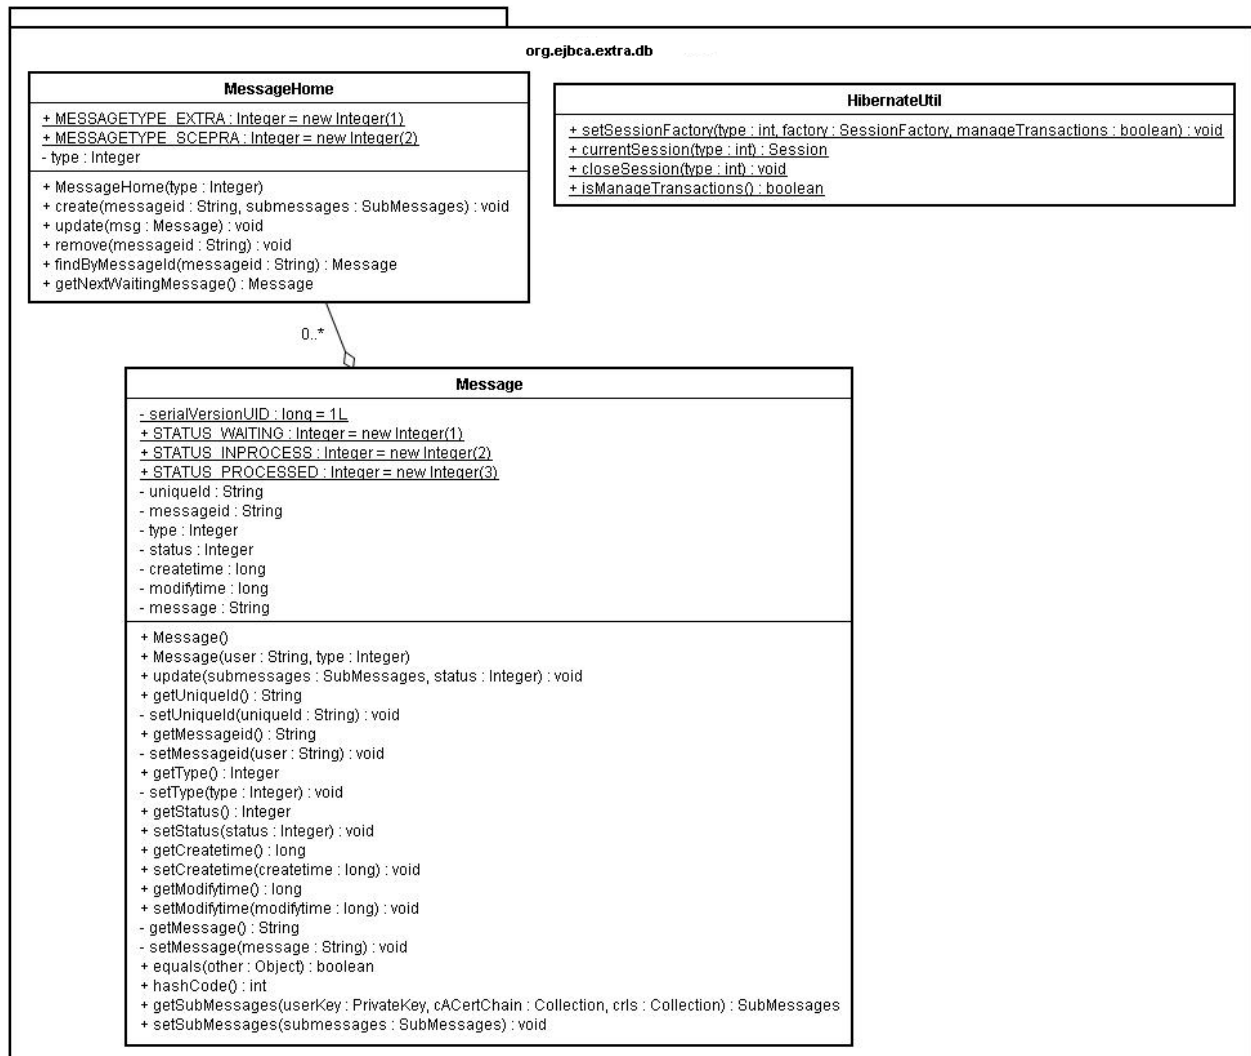 org.ejbca.extra.db
MessageHome
+ MESSAGETYPE_EXTRA : Integer = new Integer(1)
+ MESSAGETYPE_SCEPRA : Integer = new Integer(2)
- type : Integer
+ MessageHome(type : Integer)
+ create(messageid : String, submessages : SubMessages) : void
+ update(msg : Message) : void
+ remove(messageid : String) : void
+ findByMessageId(messageid : String) : Message
+ getNextWaitingMessage() : Message
HibernateUtil
+ setSessionFactory(type : int, factory : SessionFactory, manageTransactions : boolean) : void
+ currentSession(type : int) : Session
+ closeSession(type : int) : void
+ isManageTransactions() : boolean
0..*
Message
- serialVersionUID : long = 1L
+ STATUS_WAITING : Integer = new Integer(1)
+ STATUS_INPROCESS : Integer = new Integer(2)
+ STATUS_PROCESSED : Integer = new Integer(3)
- uniqueId : String
- messageid : String
- type : Integer
- status : Integer
- createtime : long
- modifytime : long
- message : String
+ Message()
+ Message(user : String, type : Integer)
+ update(submessages : SubMessages, status : Integer) : void
+ getUniqueId() : String
- setUniqueId(uniqueId : String) : void
+ getMessageid() : String
- setMessageid(user : String) : void
+ getType() : Integer
- setType(type : Integer) : void
+ getStatus() : Integer
+ setStatus(status : Integer) : void
+ getCreatetime() : long
+ setCreatetime(createtime : long) : void
+ getModifytime() : long
+ setModifytime(modifytime : long) : void
- getMessage() : String
- setMessage(message : String) : void
+ equals(other : Object) : boolean
+ hashCode() : int
+ getSubMessages(userKey : PrivateKey, cACertChain : Collection, crls : Collection) : SubMessages
+ setSubMessages(submessages : SubMessages) : void